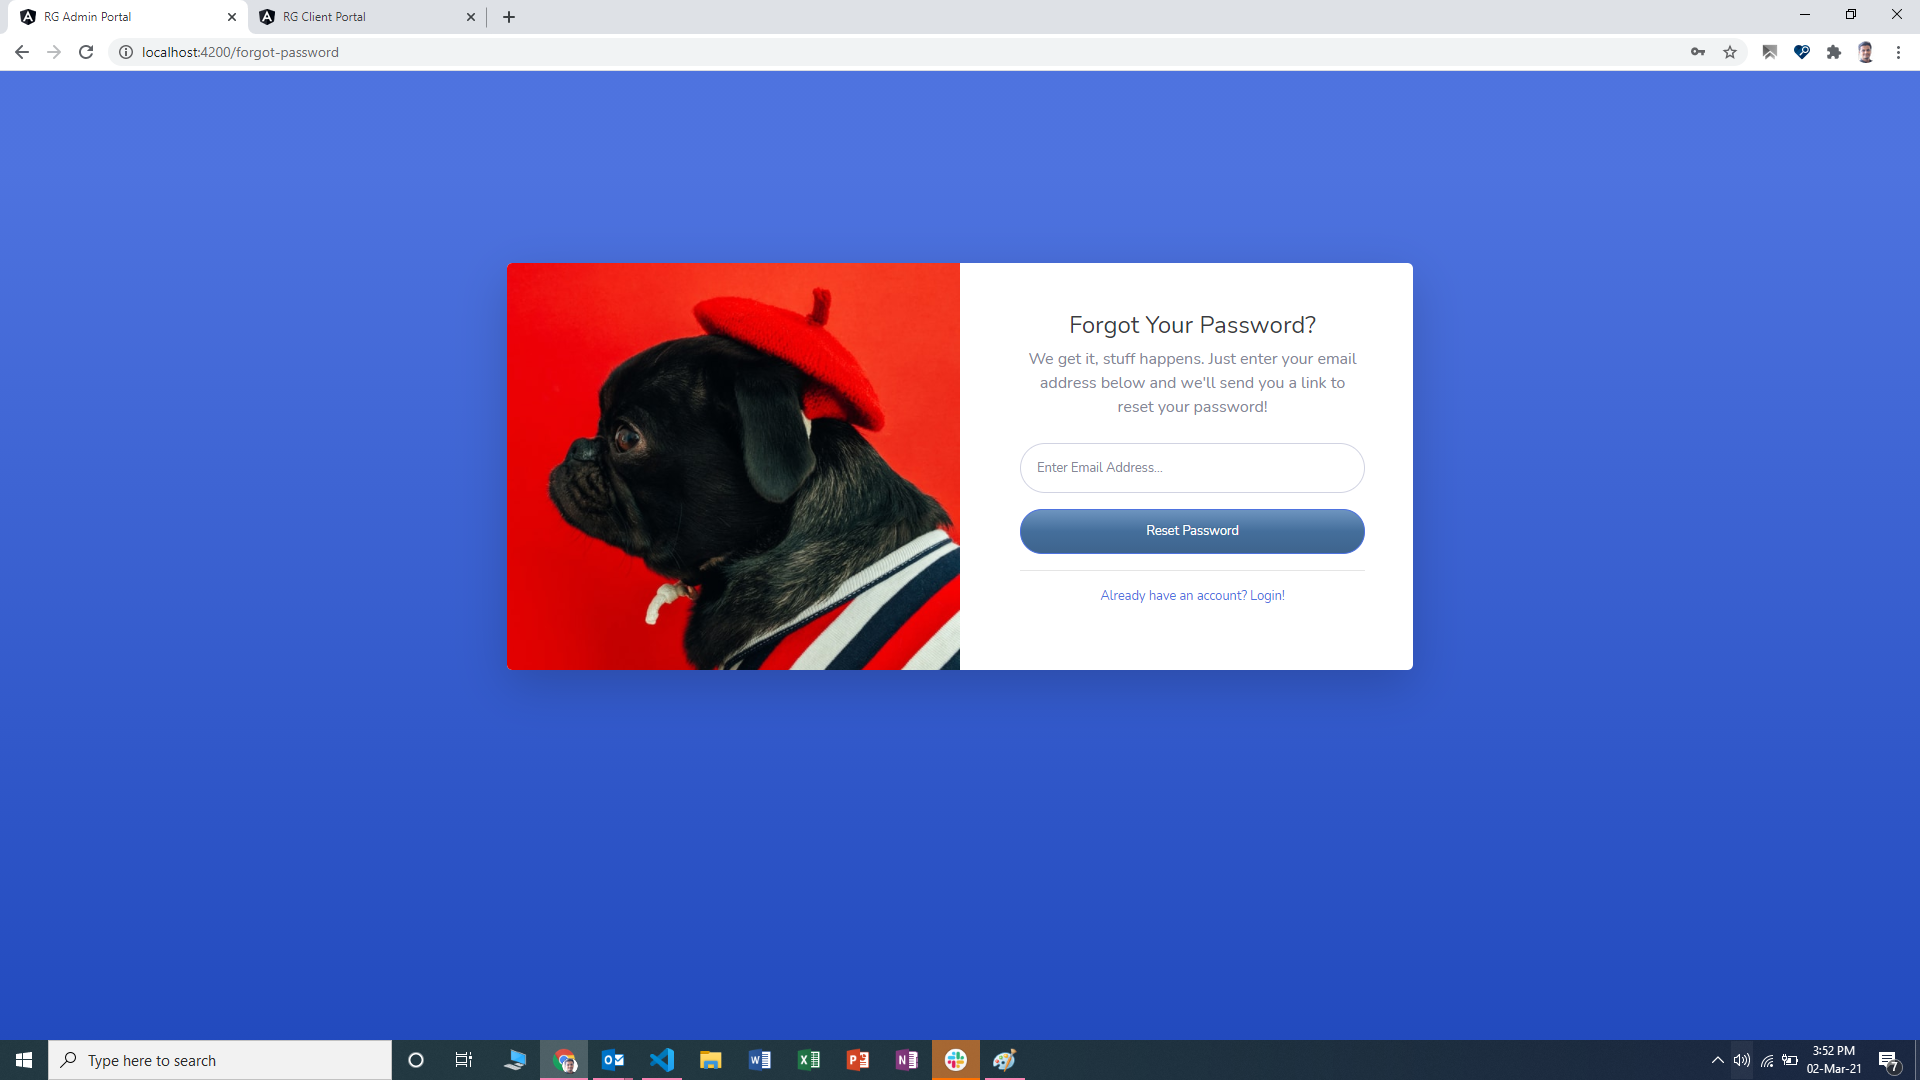 RG Admin Portal
RG Client Portal
localhost:4200/forgot-password
Forgot Your Password?
We get it, stuff happens. Just enter your email
address below and we'll send you a link to
reset your password!
Enter Email Address...
Reset Password
Already have an account? Login!
Type here to search
3:52 PM
02-Mar-21
7